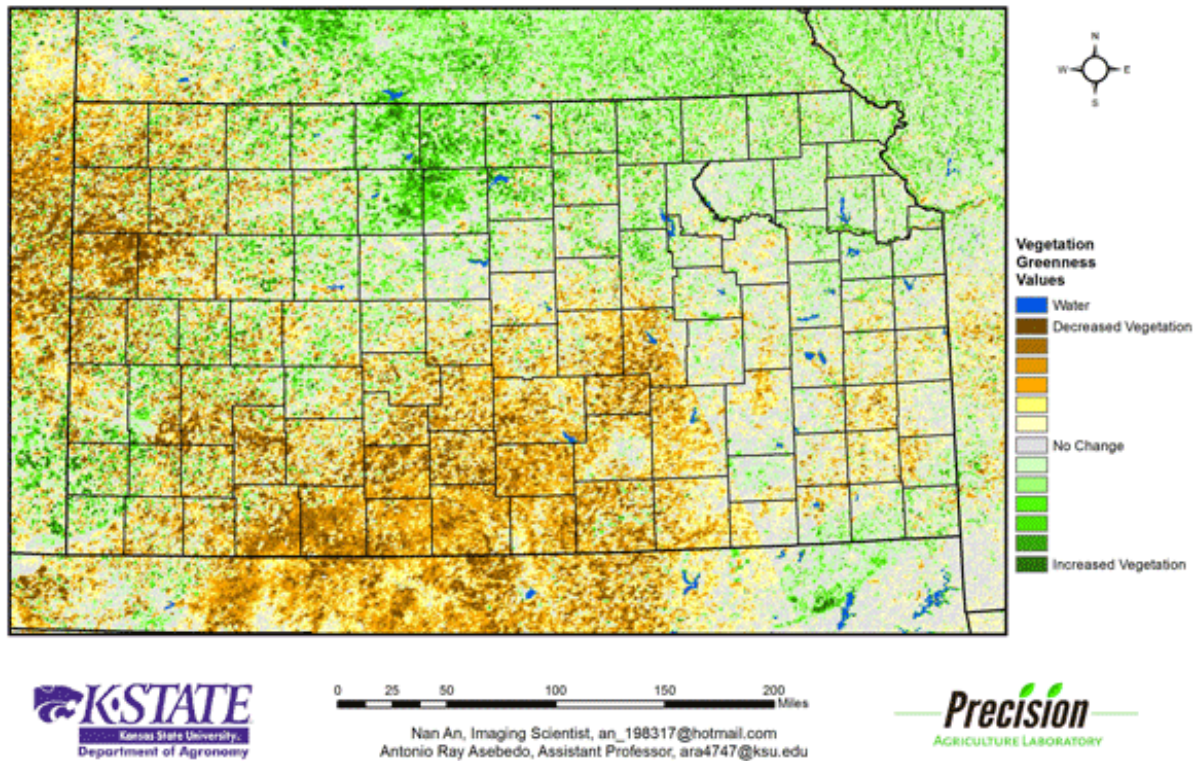 N
W E
S
Vegetation
Greenness
Values
Water
Decreased Vegetation
No Change
Increased Vegetation
K-STATE
Kansas State University.
Department of Agronomy
0 25 50 100 150 200
Miles
Nan An, Imaging Scientist, an_198317@hotmail.com
Antonio Ray Asebedo, Assistant Professor, ara4747@ksu.edu
Precision
AGRICULTURE LABORATORY